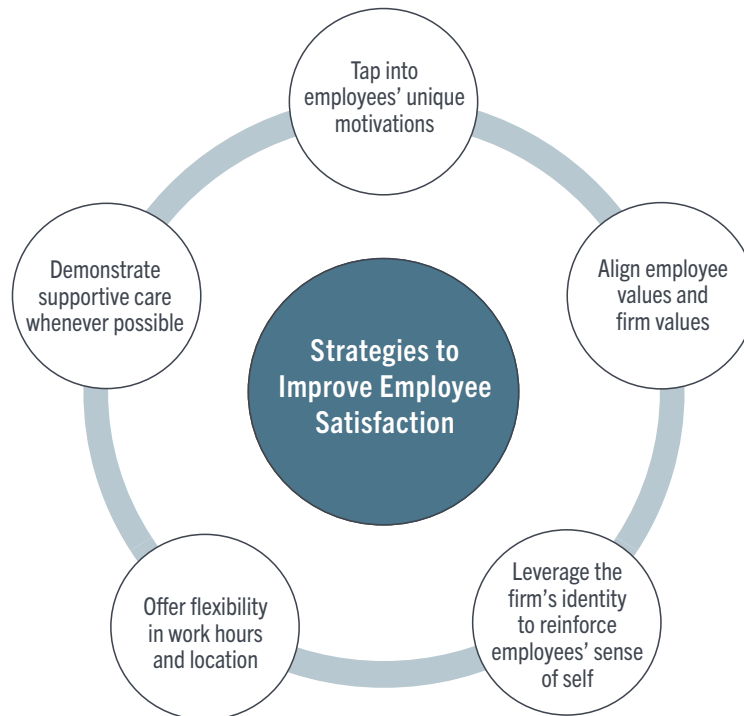 Tap into
employees’ unique
motivations
Align employee
values and
firm values
Leverage the
firm’s identity
to reinforce
employees’ sense
of self
Offer flexibility
in work hours
and location
Demonstrate
supportive care
whenever possible
Strategies to
Improve Employee
Satisfaction